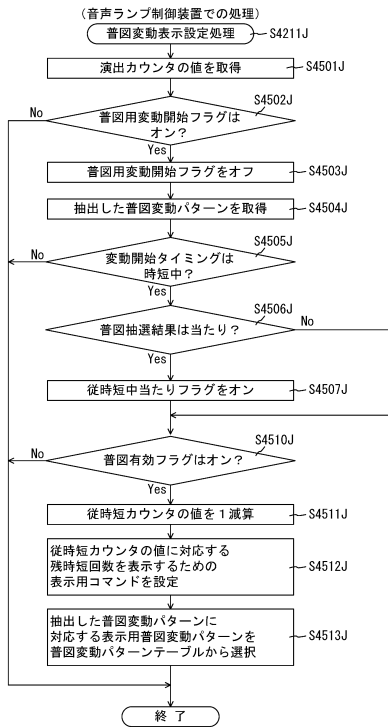 (音声ランプ制御装置での処理)
普図変動表示設定処理
S4211J
演出カウンタの値を取得
S4501J
S4502J
No
普図用変動開始フラグは
オン?
Yes
普図用変動開始フラグをオフ
S4503J
抽出した普図変動パターンを取得
S4504J
S4505J
No
変動開始タイミングは
時短中?
Yes
S4506J
普図抽選結果は当たり?
No
Yes
従時短中当たりフラグをオン
S4507J
S4510J
No
普図有効フラグはオン?
Yes
従時短カウンタの値を1減算
S4511J
従時短カウンタの値に対応する
残時短回数を表示するための
表示用コマンドを設定
S4512J
抽出した普図変動パターンに
対応する表示用普図変動パターンを
普図変動パターンテーブルから選択
S4513J
終 了